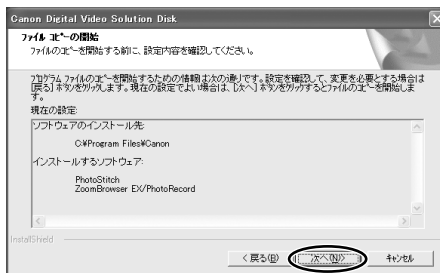 Canon Digital Video Solution Disk
ファイル コピーの開始
ファイルのコピーを開始する前に、設定内容を確認してください。
プログラム ファイルのコピーを開始するための情報は次の通りです。設定を確認して、変更を必要とする場合は
[戻る] ボタンをクリックします。現在の設定でよい場合は、[次へ] ボタンをクリックするとファイルのコピーを開始しま
す。
現在の設定:
ソフトウェアのインストール先:
C:¥Program Files¥Canon
インストールするソフトウェア:
PhotoStitch
ZoomBrowser EX/PhotoRecord
InstallShield
< 戻る(B)
次へ(N)>
キャンセル